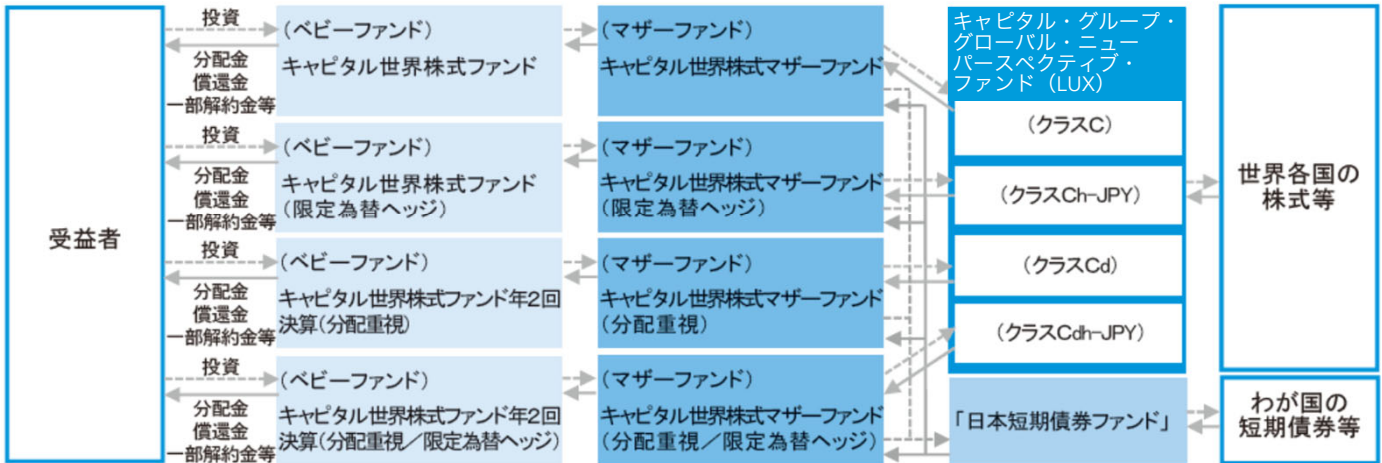 受益者
投資
分配金
償還金
一部解約金等
(ベビーファンド)
キャピタル世界株式ファンド
(マザーファンド)
キャピタル世界株式マザーファンド
投資
分配金
償還金
一部解約金等
(ベビーファンド)
キャピタル世界株式ファンド
(限定為替ヘッジ)
(マザーファンド)
キャピタル世界株式マザーファンド
(限定為替ヘッジ)
投資
分配金
償還金
一部解約金等
(ベビーファンド)
キャピタル世界株式ファンド年2回
決算(分配重視)
(マザーファンド)
キャピタル世界株式マザーファンド
(分配重視)
投資
分配金
償還金
一部解約金等
(ベビーファンド)
キャピタル世界株式ファンド年2回
決算(分配重視／限定為替ヘッジ)
(マザーファンド)
キャピタル世界株式マザーファンド
(分配重視／限定為替ヘッジ)
キャピタル・グループ・
グローバル・ニュー
パースペクティブ・
ファンド（LUX）
(クラスC)
(クラスCh-JPY)
(クラスCd)
(クラスCdh-JPY)
「日本短期債券ファンド」
世界各国の
株式等
わが国の
短期債券等